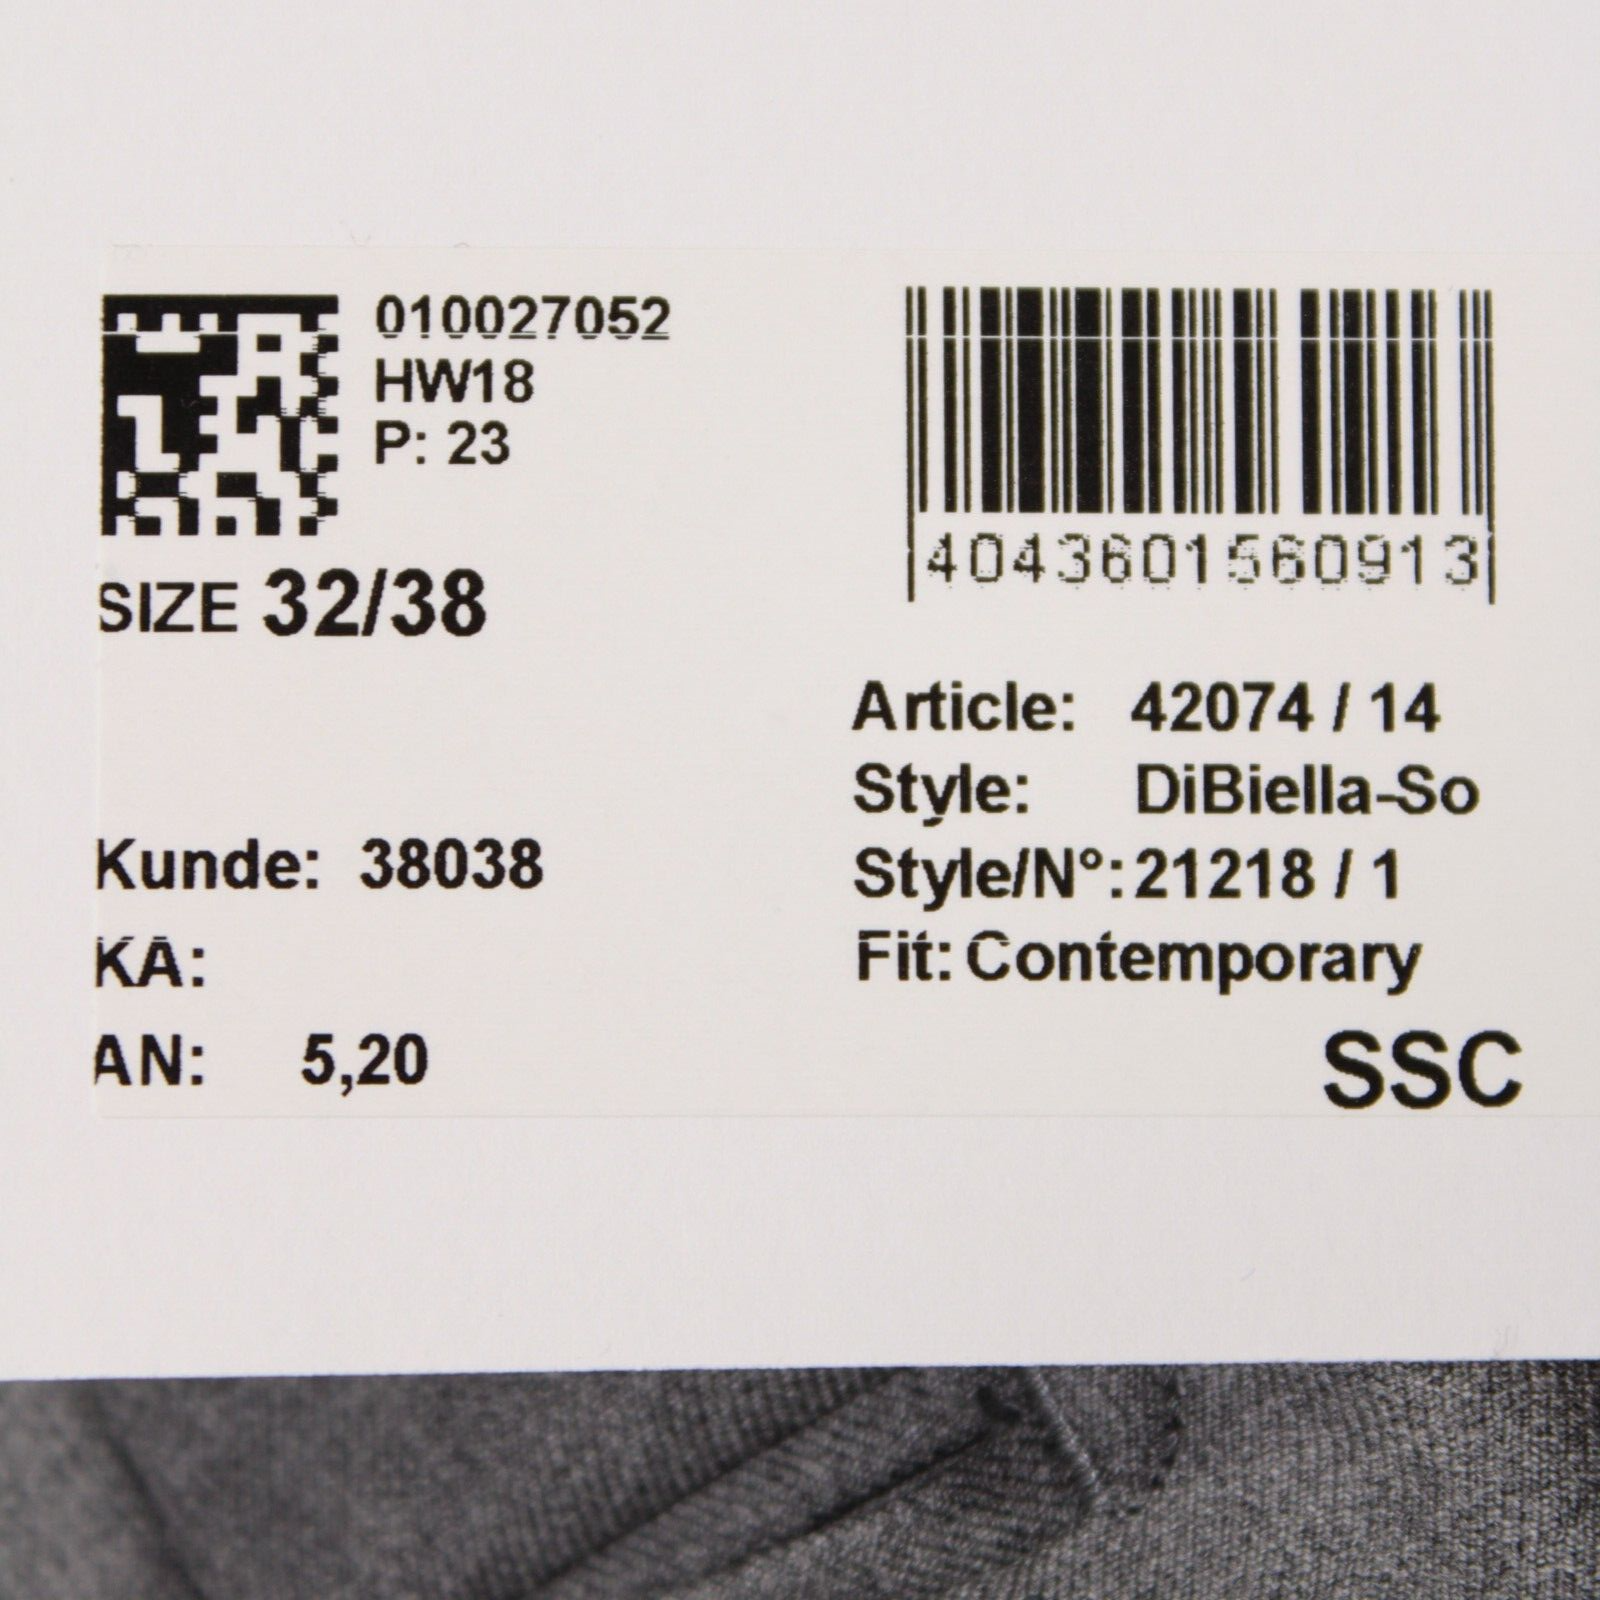 010027052
HW18
P: 23
SIZE 32/38
4043601560913
Article: 42074 / 14
Style: DiBiella-So
Style/N°: 21218 / 1
Fit: Contemporary
Kunde: 38038
KA:
AN: 5,20
SSC